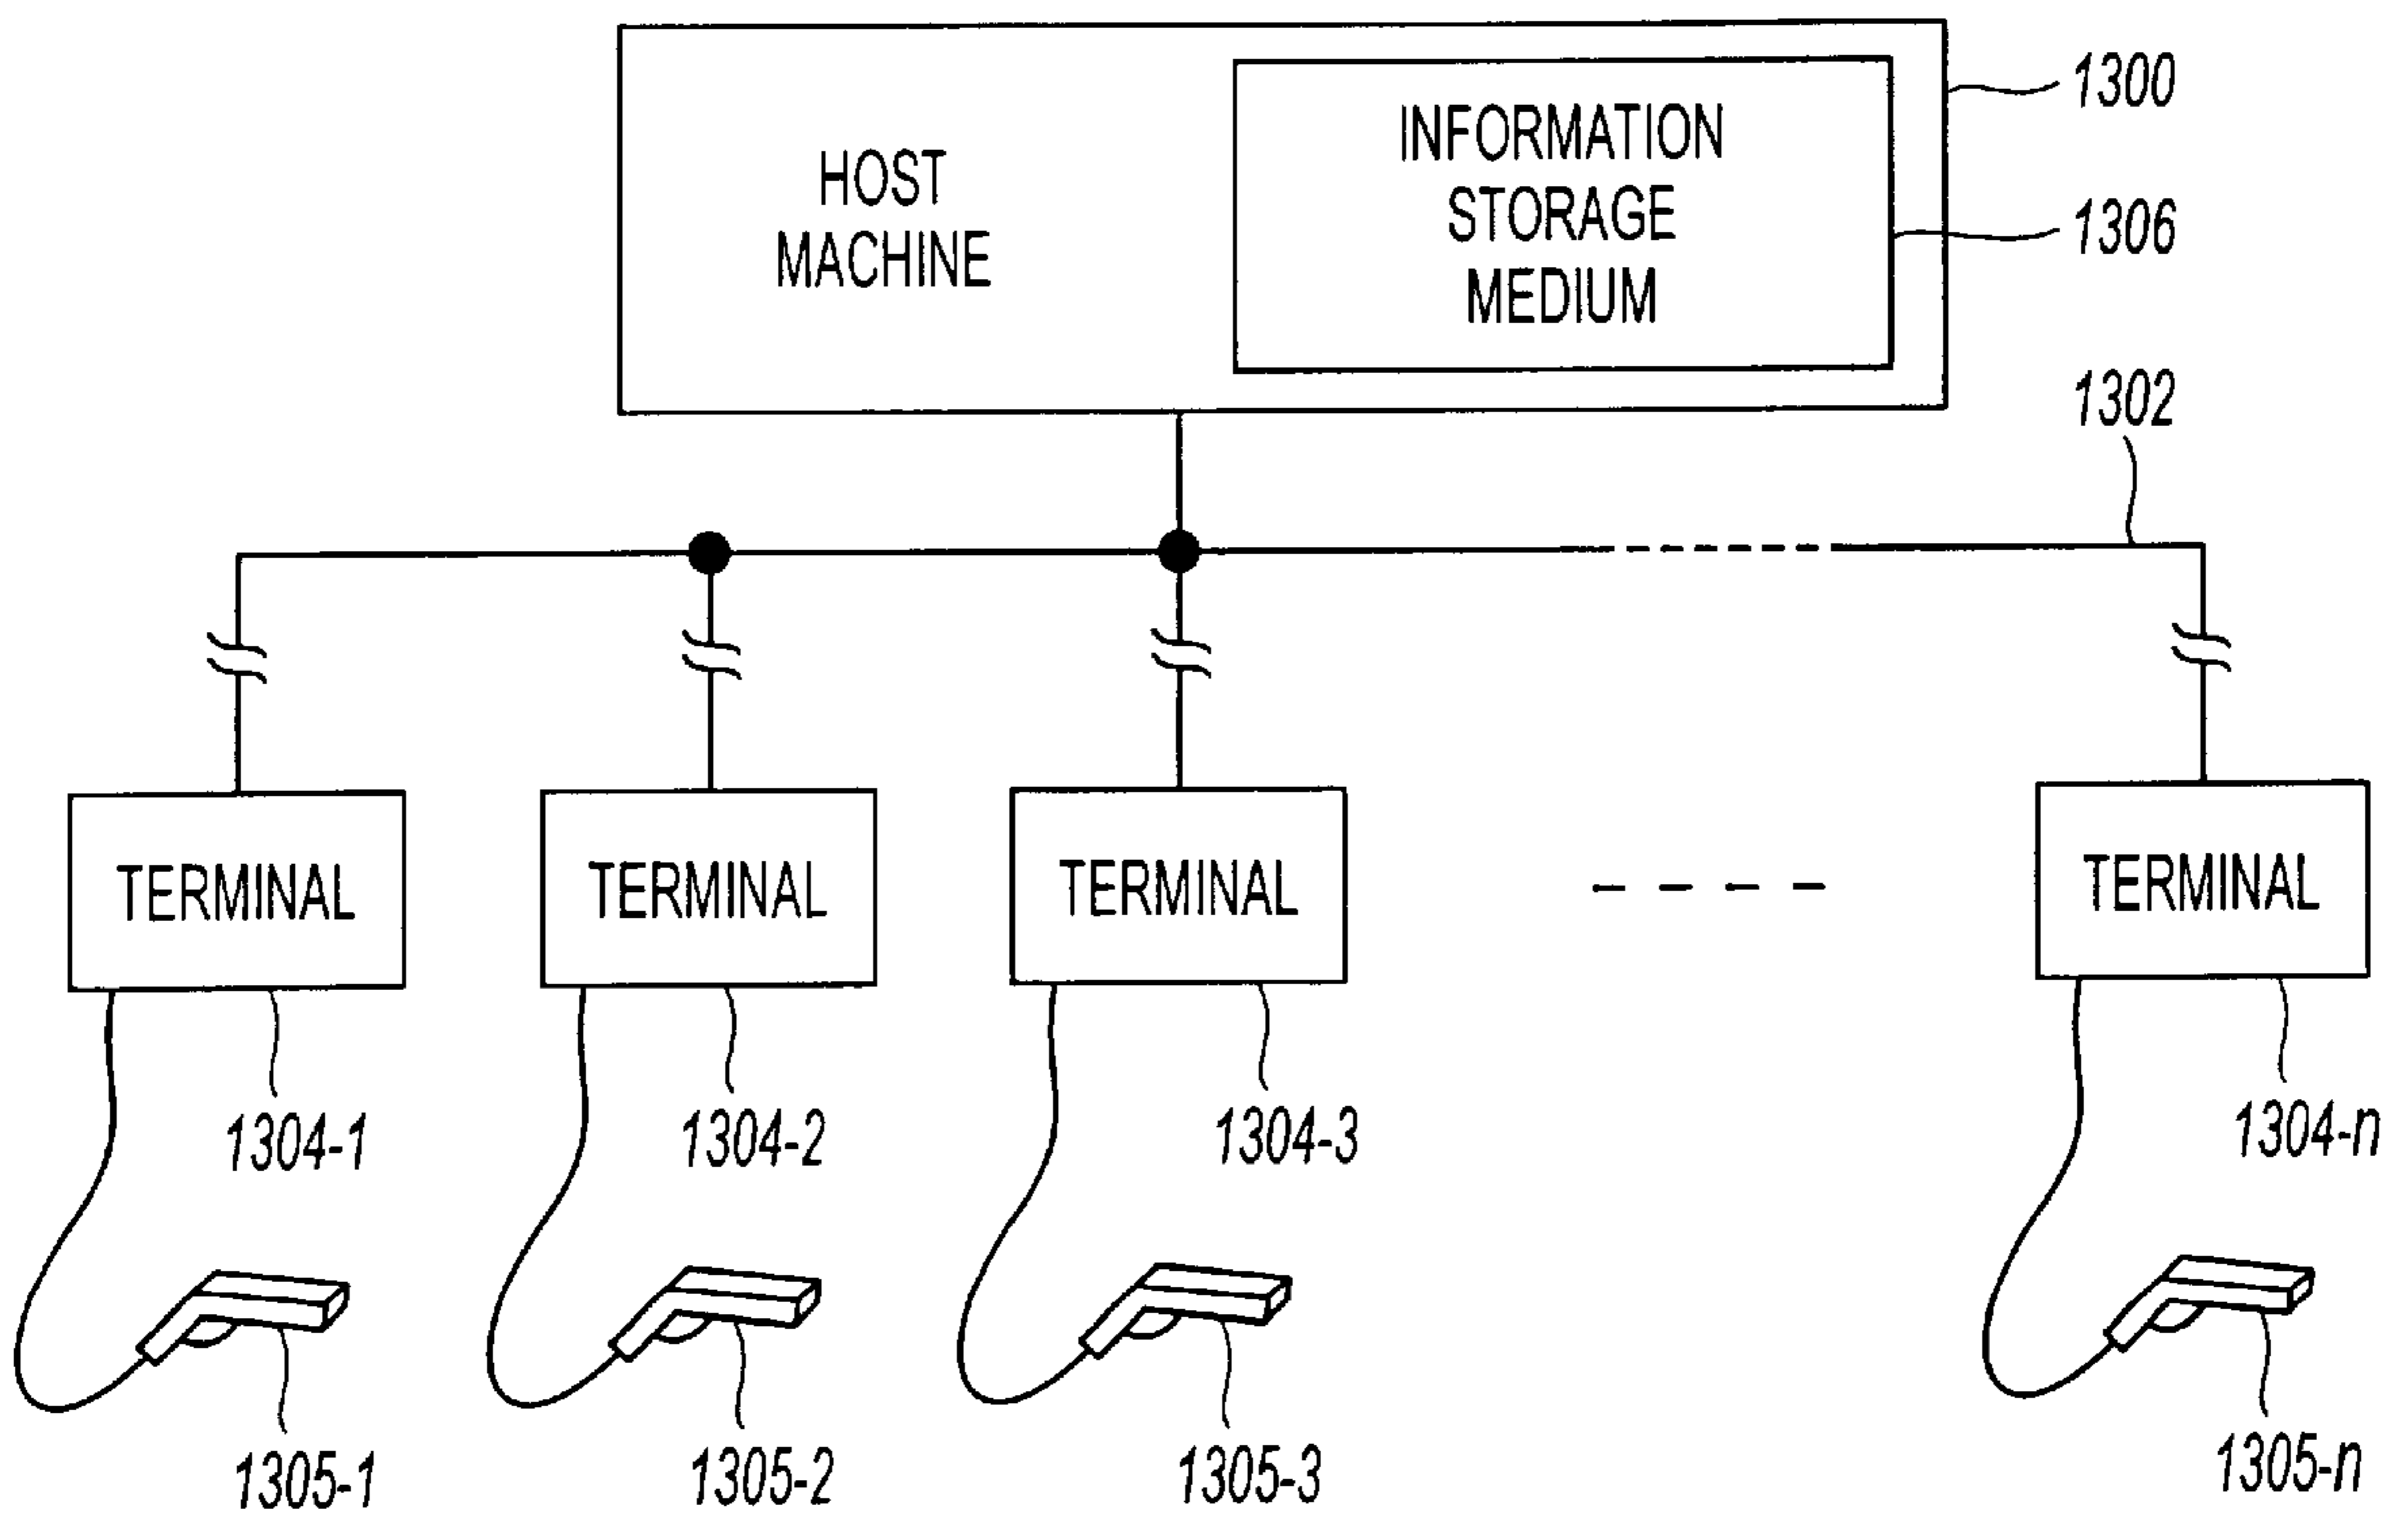 HOST
MACHINE
INFORMATION
STORAGE
MEDIUM
1300
1306
1302
TERMINAL
TERMINAL
TERMINAL
TERMINAL
1304-1
1304-2
1304-3
1304-n
1305-1
1305-2
1305-3
1305-n